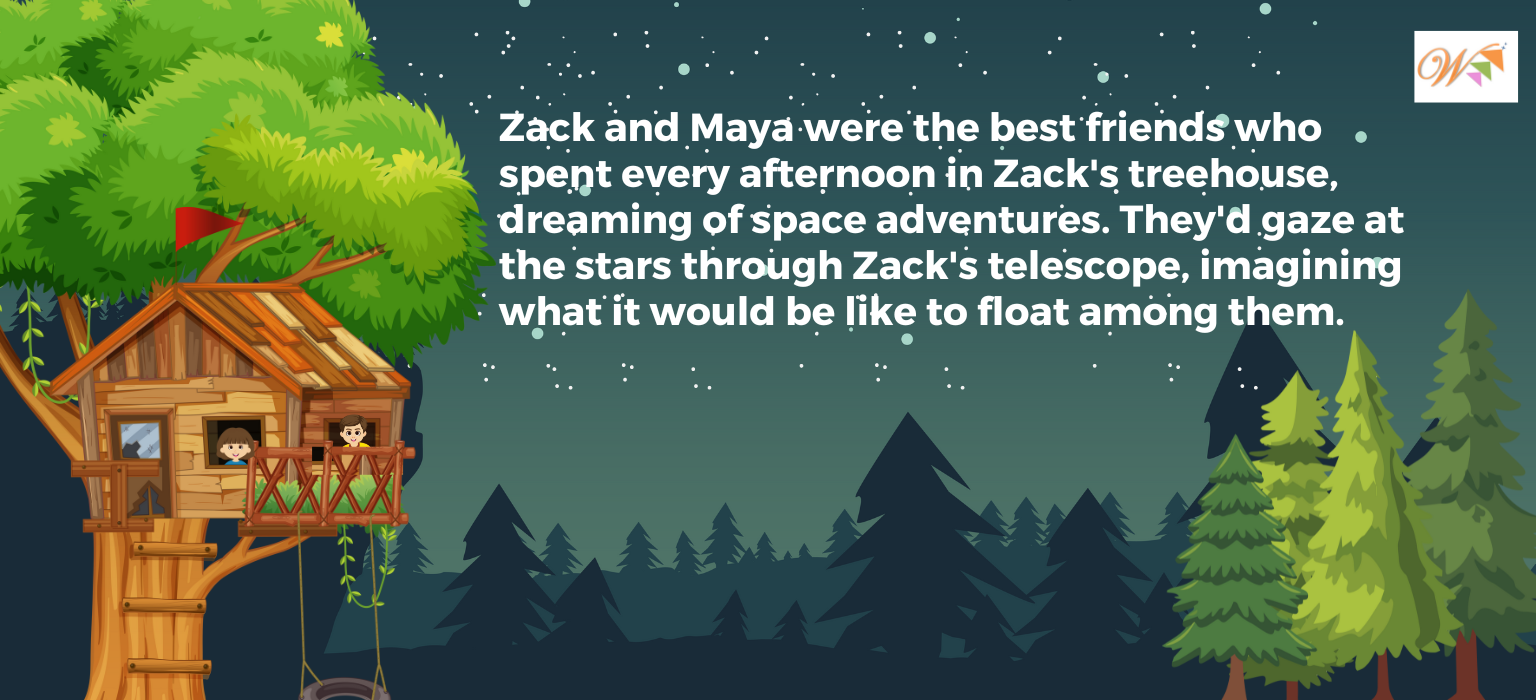 Zack and Maya were the best friends who
spent every afternoon in Zack's treehouse,
dreaming of space adventures. They'd gaze at
the stars through Zack's telescope, imagining
what it would be like to float among them.
W